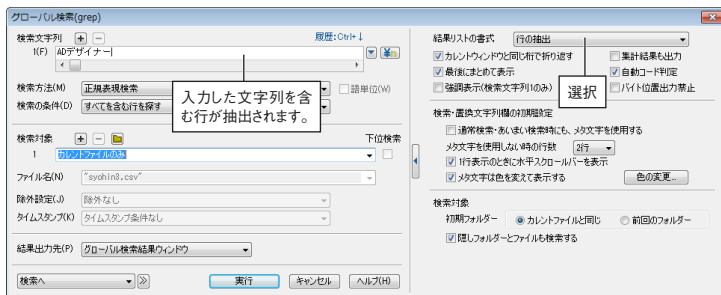 グローバル検索(grep)
検索文字列
履歴:Ctrl+↓
1(F) ADデザイナー
検索方法(M) 正規表現検索
語単位(W)
検索の条件(D) すべてを含む行を探す
入力した文字列を含
む行が抽出されます。
検索対象
下位検索
1 カレントファイルのみ
ファイル名(N) "syohin3.csv"
除外設定(J) 除外なし
タイムスタンプ(K) タイムスタンプ条件なし
結果出力先(P) グローバル検索結果ウィンドウ
検索へ
実行
キャンセル
ヘルプ(H)
結果リストの書式 行の抽出
カレントウィンドウと同じ桁で折り返す
集計結果も出力
最後にまとめて表示
自動コード判定
強調表示(検索文字列1のみ)
バイト位置出力禁止
選択
検索・置換文字列欄の初期設定
通常検索・あいまい検索時にも、メタ文字を使用する
メタ文字を使用しない時の行数 2行
1行表示のときに水平スクロールバーを表示
メタ文字は色を変えて表示する
色の変更...
検索対象
初期フォルダー
カレントファイルと同じ
前回のフォルダー
隠しフォルダーとファイルも検索する